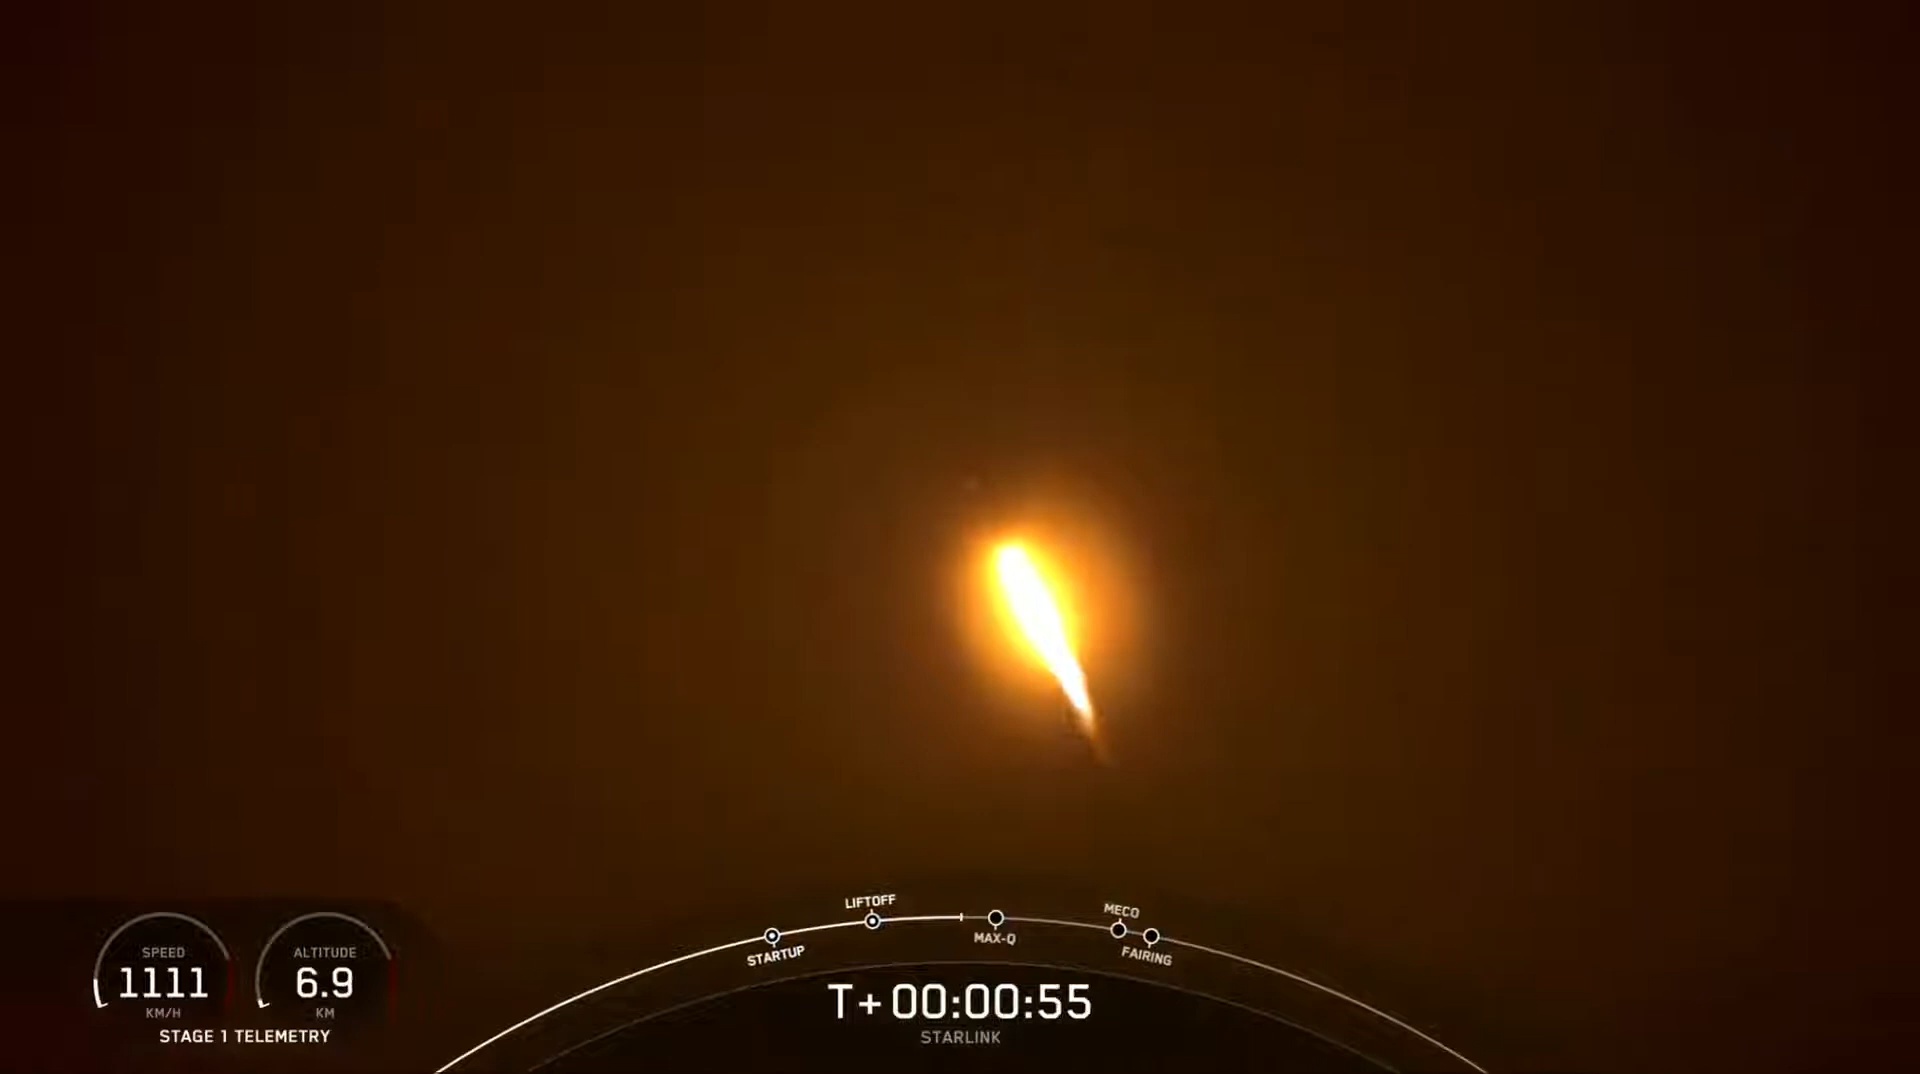 SPEED
1111
KM/H
ALTITUDE
6.9
KM
STAGE 1 TELEMETRY
STARTUP
LIFTOFF
MAX-Q
MECO
FAIRING
T+00:00:55
STARLINK